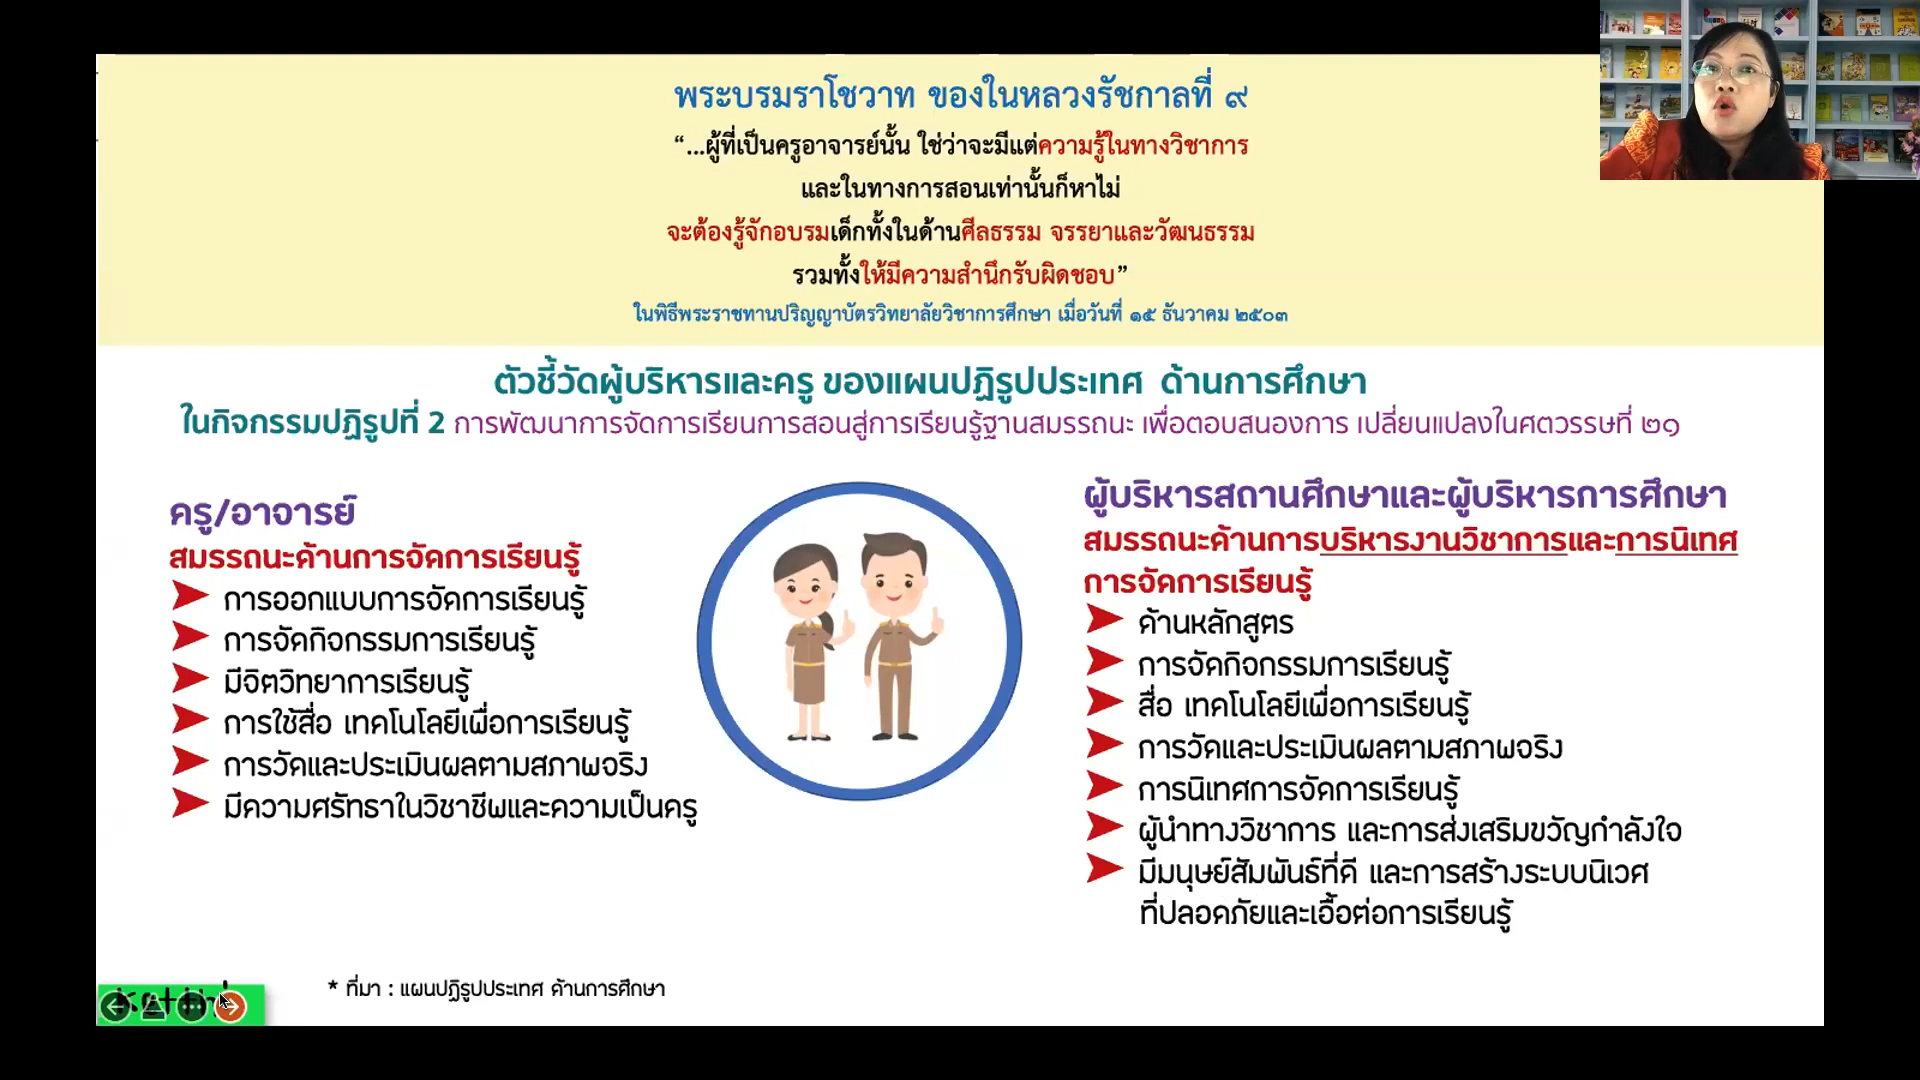 พระบรมราโชวาท ของในหลวงรัชกาลที่ ๙
“...ผู้ที่เป็นครูอาจารย์นั้น ใช่ว่าจะมีแต่ความรู้ในทางวิชาการ
และในทางการสอนเท่านั้นก็หาไม่
จะต้องรู้จักอบรมเด็กทั้งในด้านศีลธรรม จรรยาและวัฒนธรรม
รวมทั้งให้มีความสำนึกรับผิดชอบ”
ในพิธีพระราชทานปริญญาบัตรวิทยาลัยวิชาการศึกษา เมื่อวันที่ ๑๕ ธันวาคม ๒๕๐๓
ตัวชี้วัดผู้บริหารและครู ของแผนปฏิรูปประเทศ ด้านการศึกษา
ในกิจกรรมปฏิรูปที่ 2 การพัฒนาการจัดการเรียนการสอนสู่การเรียนรู้ฐานสมรรถนะ เพื่อตอบสนองการ เปลี่ยนแปลงในศตวรรษที่ ๒๑
ครู/อาจารย์
สมรรถนะด้านการจัดการเรียนรู้
การออกแบบการจัดการเรียนรู้
การจัดกิจกรรมการเรียนรู้
มีจิตวิทยาการเรียนรู้
การใช้สื่อ เทคโนโลยีเพื่อการเรียนรู้
การวัดและประเมินผลตามสภาพจริง
มีความศรัทธาในวิชาชีพและความเป็นครู
ผู้บริหารสถานศึกษาและผู้บริหารการศึกษา
สมรรถนะด้านการบริหารงานวิชาการและการนิเทศ
การจัดการเรียนรู้
ด้านหลักสูตร
การจัดกิจกรรมการเรียนรู้
สื่อ เทคโนโลยีเพื่อการเรียนรู้
การวัดและประเมินผลตามสภาพจริง
การนิเทศการจัดการเรียนรู้
ผู้นำทางวิชาการ และการส่งเสริมขวัญกำลังใจ
มีมนุษย์สัมพันธ์ที่ดี และการสร้างระบบนิเวศ
ที่ปลอดภัยและเอื้อต่อการเรียนรู้
* ที่มา : แผนปฏิรูปประเทศ ด้านการศึกษา